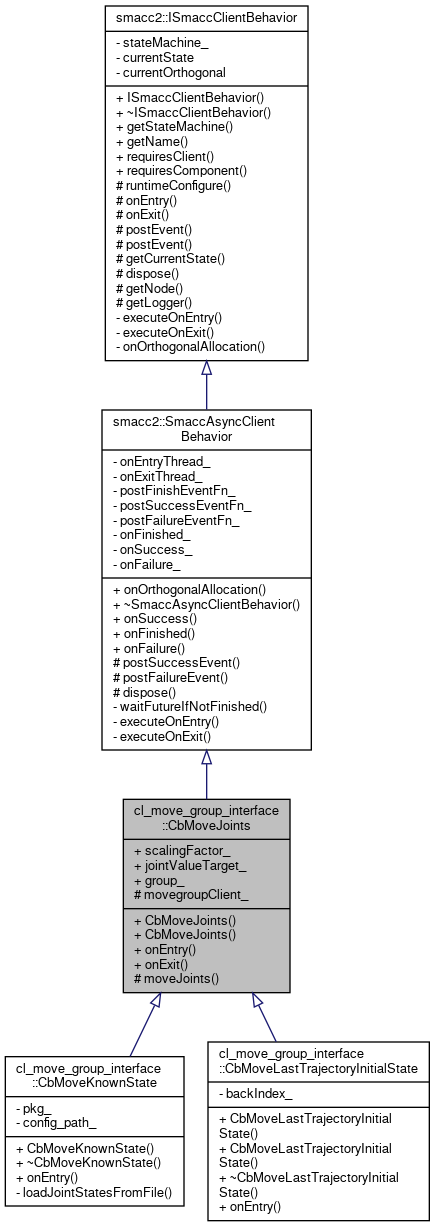 smacc2::ISmaccClientBehavior
- stateMachine_
- currentState
- currentOrthogonal
+ ISmaccClientBehavior()
+ ~ISmaccClientBehavior()
+ getStateMachine()
+ getName()
+ requiresClient()
+ requiresComponent()
# runtimeConfigure()
# onEntry()
# onExit()
# postEvent()
# postEvent()
# getCurrentState()
# dispose()
# getNode()
# getLogger()
- executeOnEntry()
- executeOnExit()
- onOrthogonalAllocation()
smacc2::SmaccAsyncClient
Behavior
- onEntryThread_
- onExitThread_
- postFinishEventFn_
- postSuccessEventFn_
- postFailureEventFn_
- onFinished_
- onSuccess_
- onFailure_
+ onOrthogonalAllocation()
+ ~SmaccAsyncClientBehavior()
+ onSuccess()
+ onFinished()
+ onFailure()
# postSuccessEvent()
# postFailureEvent()
# dispose()
- waitFutureIfNotFinished()
- executeOnEntry()
- executeOnExit()
cl_move_group_interface
::CbMoveJoints
+ scalingFactor_
+ jointValueTarget_
+ group_
# movegroupClient_
+ CbMoveJoints()
+ CbMoveJoints()
+ onEntry()
+ onExit()
# moveJoints()
cl_move_group_interface
::CbMoveKnownState
- pkg_
- config_path_
+ CbMoveKnownState()
+ ~CbMoveKnownState()
+ onEntry()
- loadJointStatesFromFile()
cl_move_group_interface
::CbMoveLastTrajectoryInitialState
- backIndex_
+ CbMoveLastTrajectoryInitial
State()
+ CbMoveLastTrajectoryInitial
State()
+ ~CbMoveLastTrajectoryInitial
State()
+ onEntry()